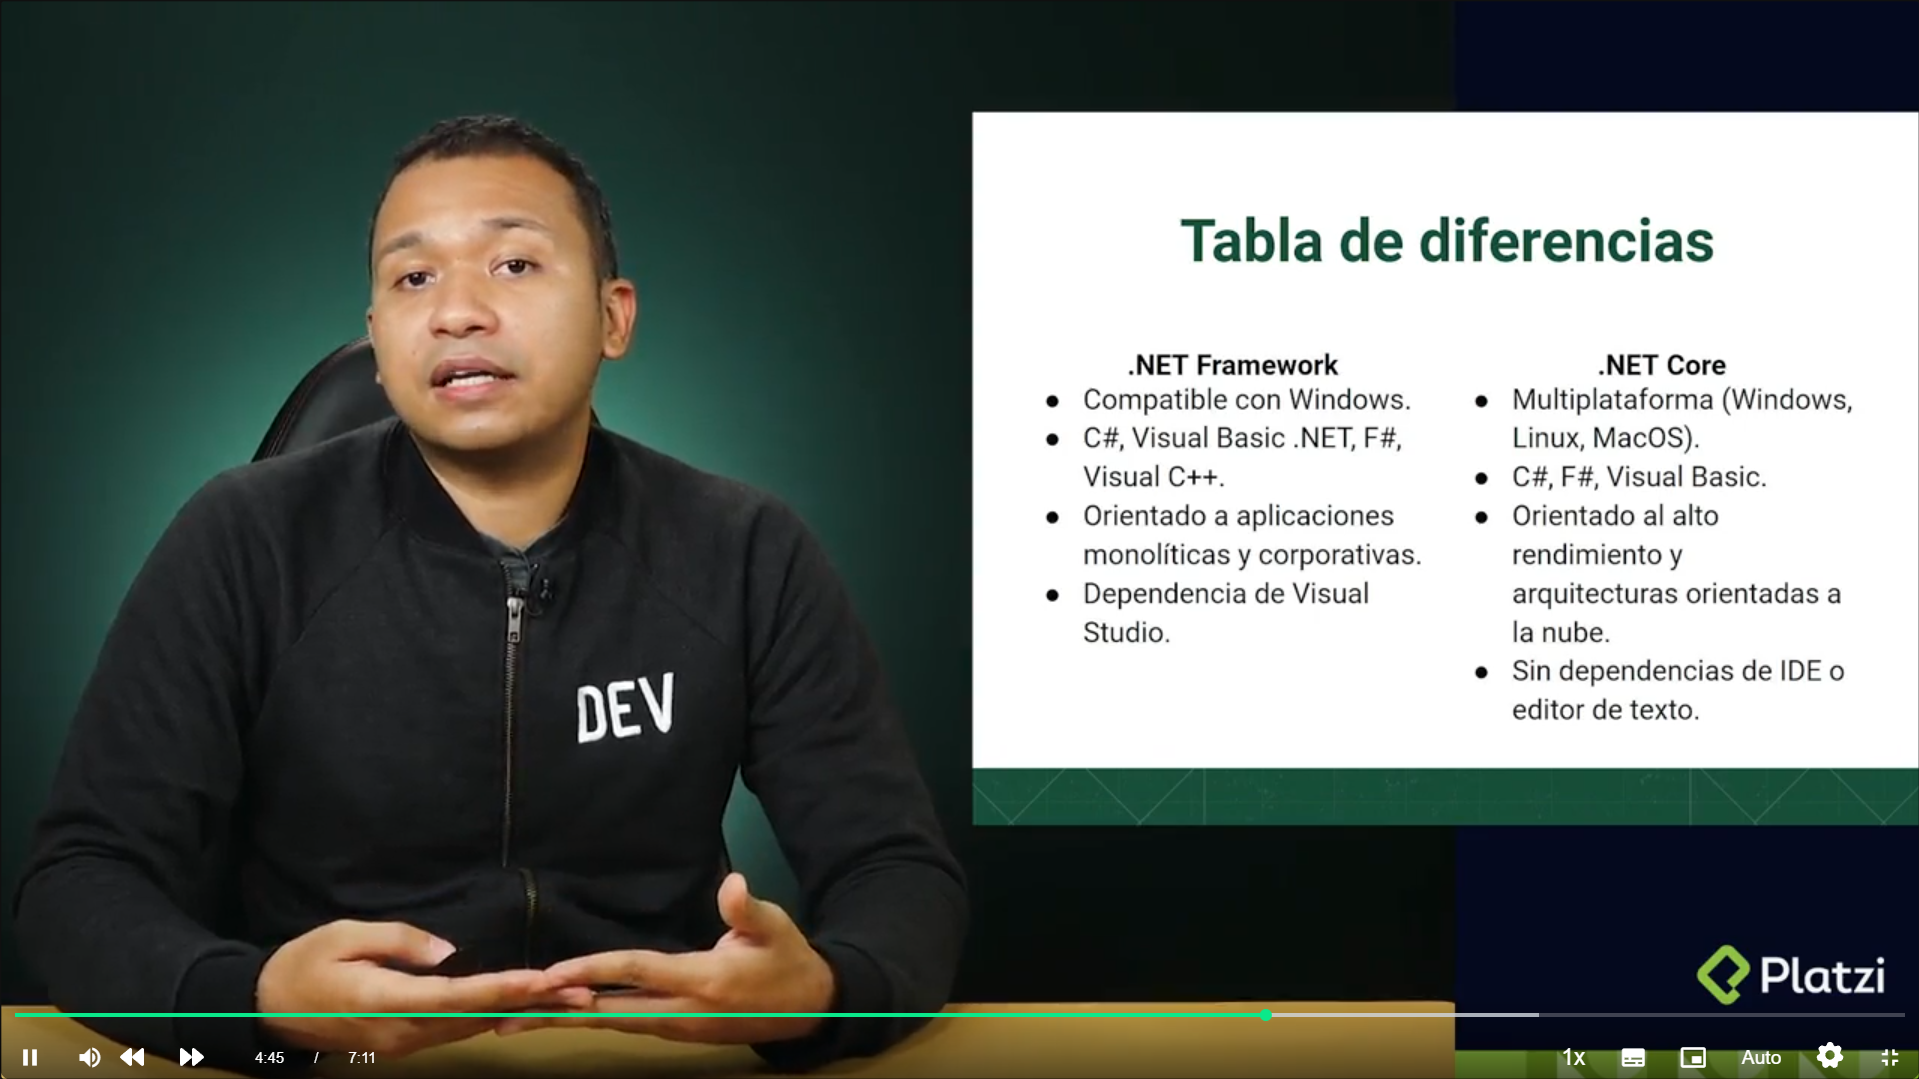 Tabla de diferencias
.NET Framework
● Compatible con Windows.
● C#, Visual Basic .NET, F#,
Visual C++.
● Orientado a aplicaciones
monolíticas y corporativas.
● Dependencia de Visual
Studio.
.NET Core
● Multiplataforma (Windows,
Linux, MacOS).
● C#, F#, Visual Basic.
● Orientado al alto
rendimiento y
arquitecturas orientadas a
la nube.
● Sin dependencias de IDE o
editor de texto.
DEV
Platzi
4:45 / 7:11
1x
Auto